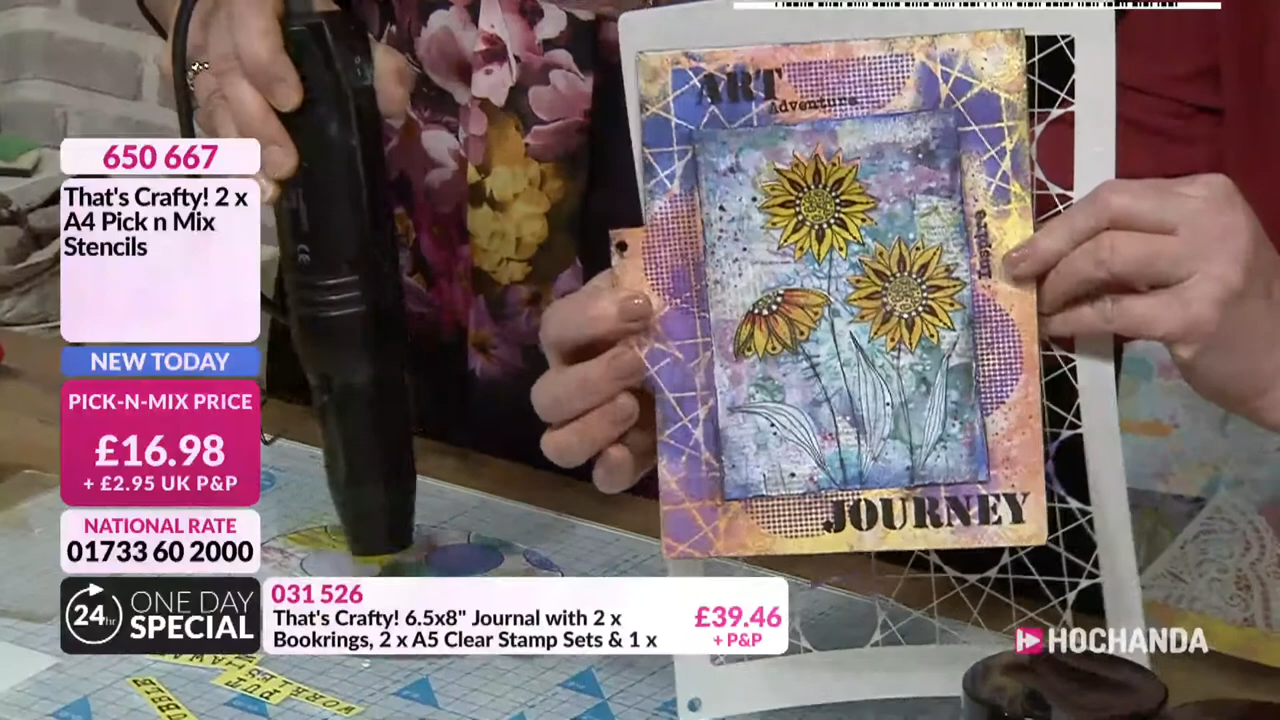 650 667
That's Crafty! 2 x
A4 Pick n Mix
Stencils
NEW TODAY
PICK-N-MIX PRICE
£16.98
+ £2.95 UK P&P
NATIONAL RATE
01733 60 2000
24hr
ONE DAY
SPECIAL
031 526
That's Crafty! 6.5x8" Journal with 2 x
Bookrings, 2 x A5 Clear Stamp Sets & 1 x
£39.46
+ P&P
HOCHANDA
ART
Adventure
JOURNEY